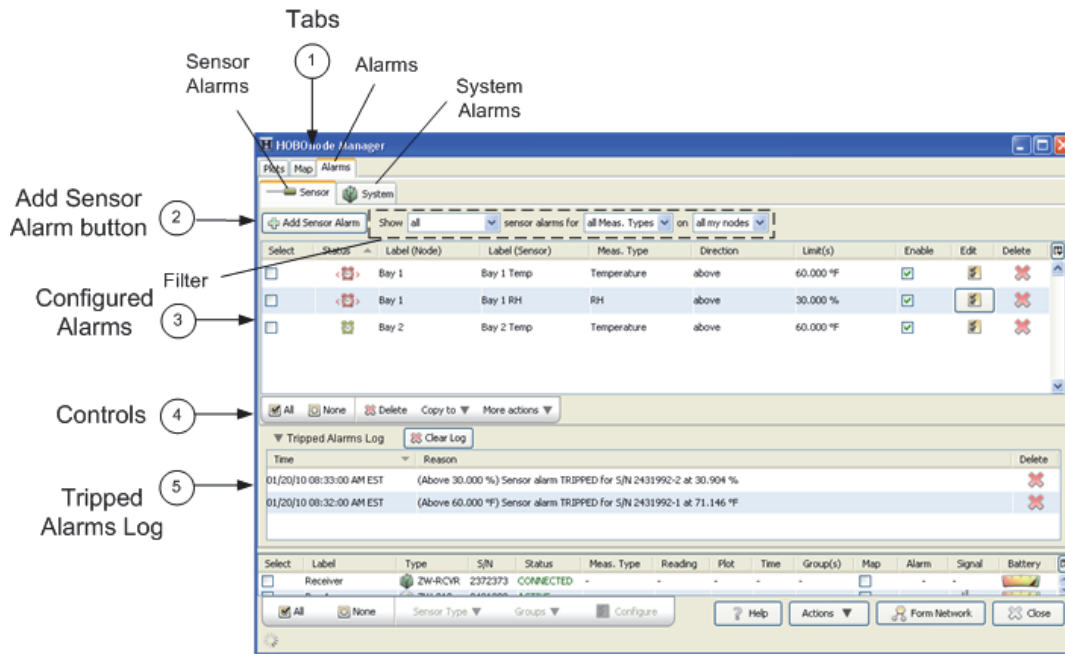 Tabs
1
Sensor
Alarms
Alarms
System
Alarms
HOBOnode Manager
Plots Map Alarms
Sensor System
Add Sensor
Alarm button
2
Add Sensor Alarm Show all sensor alarms for all Meas. Types on all my nodes
Select Status Label (Node) Label (Sensor) Meas. Type Direction Limit(s) Enable Edit Delete
Filter
Bay 1 Bay 1 Temp Temperature above 60.000 °F
Configured
Alarms
3
Bay 1 Bay 1 RH RH above 30.000 %
Bay 2 Bay 2 Temp Temperature above 60.000 °F
Controls
4
All None Delete Copy to More actions
Tripped Alarms Log Clear Log
Time Reason Delete
5
Tripped
Alarms Log
01/20/10 08:33:00 AM EST (Above 30.000 %) Sensor alarm TRIPPED for S/N 2431992-2 at 30.904 %
01/20/10 08:32:00 AM EST (Above 60.000 °F) Sensor alarm TRIPPED for S/N 2431992-1 at 71.146 °F
Select Label Type S/N Status Meas. Type Reading Plot Time Group(s) Map Alarm Signal Battery
Receiver ZW-RCVR 2372373 CONNECTED - - - - - - -
All None Sensor Type Groups Configure Help Actions Form Network Close